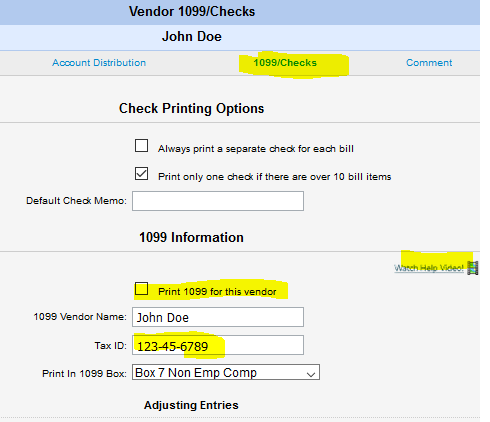 Vendor 1099/Checks
John Doe
Account Distribution 1099/Checks Comment
Check Printing Options
Always print a separate check for each bill
Print only one check if there are over 10 bill items
Default Check Memo:
1099 Information
Watch Help Video!
Print 1099 for this vendor
1099 Vendor Name: John Doe
Tax ID: 123-45-6789
Print In 1099 Box: Box 7 Non Emp Comp
Adjusting Entries